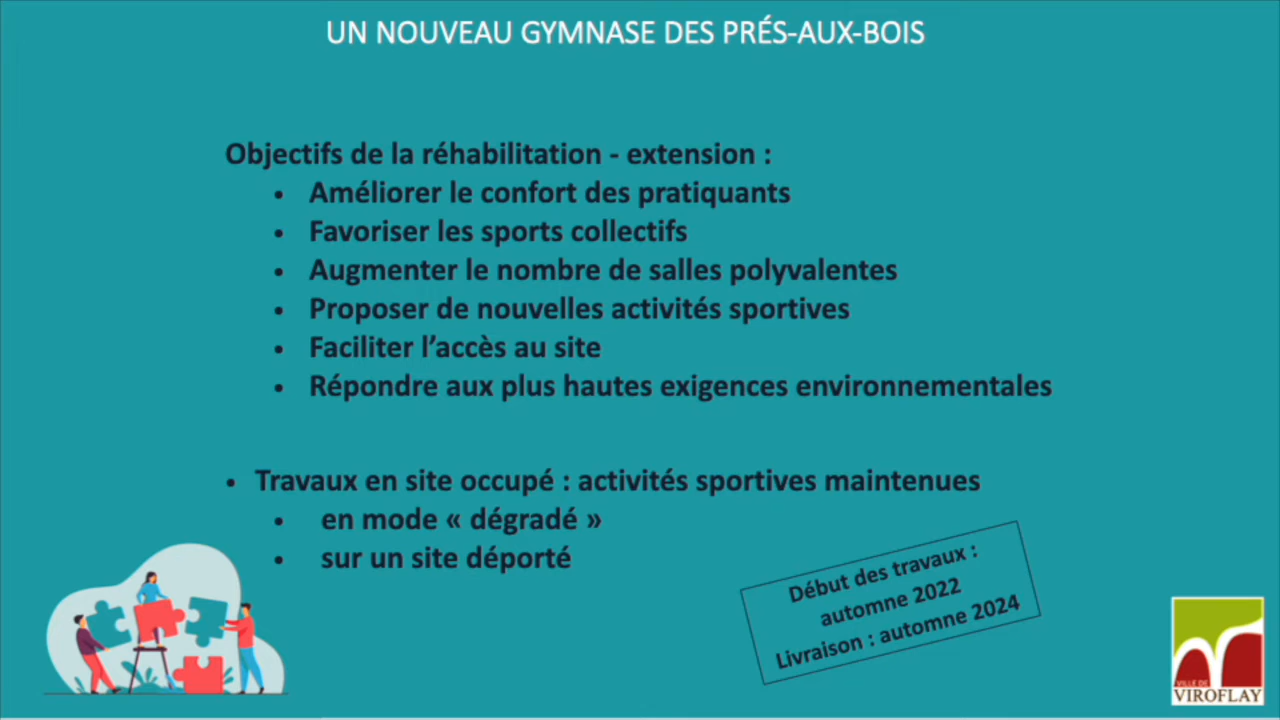 UN NOUVEAU GYMNASE DES PRÉS-AUX-BOIS
Objectifs de la réhabilitation - extension :
• Améliorer le confort des pratiquants
• Favoriser les sports collectifs
• Augmenter le nombre de salles polyvalentes
• Proposer de nouvelles activités sportives
• Faciliter l’accès au site
• Répondre aux plus hautes exigences environnementales
• Travaux en site occupé : activités sportives maintenues
• en mode « dégradé »
• sur un site déporté
Début des travaux :
automne 2022
Livraison : automne 2024
VILLE DE
VIROFLAY